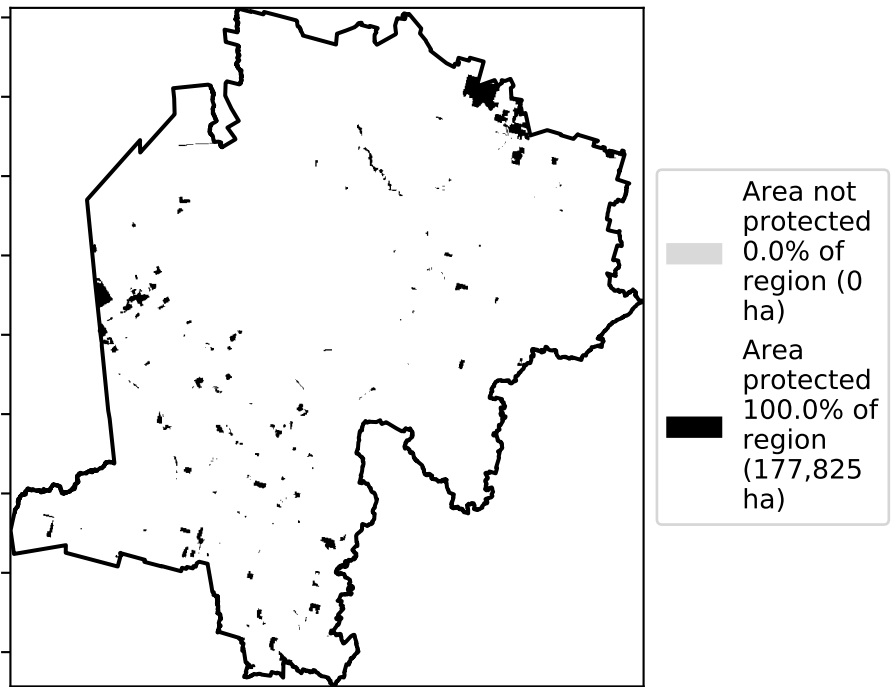 Area not
protected
0.0% of
region (0
ha)
Area
protected
100.0% of
region
(177,825
ha)